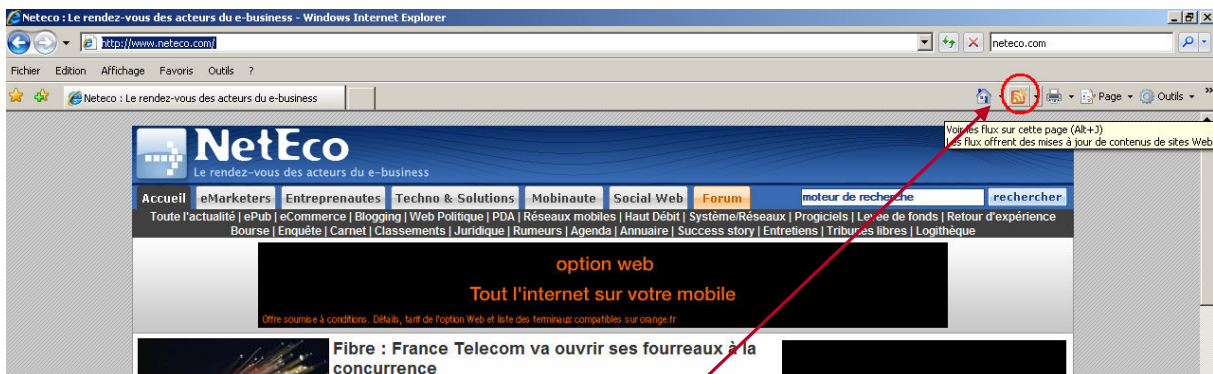 Neteco : Le rendez-vous des acteurs du e-business - Windows Internet Explorer
http://www.neteco.com/
neteco.com
Fichier Edition Affichage Favoris Outils ?
Neteco : Le rendez-vous des acteurs du e-business
Page
Outils
»
Voir les flux sur cette page (Alt+J)
Les flux offrent des mises à jour de contenus de sites Web
NetEco
Le rendez-vous des acteurs du e-business
Accueil eMarketers Entreprenautes Techno & Solutions Mobinaute Social Web Forum moteur de recherche rechercher
Toute l'actualité | ePub | eCommerce | Blogging | Web Politique | PDA | Réseaux mobiles | Haut Débit | Système/Réseaux | Progiciels | Levée de fonds | Retour d'expérience
Bourse | Enquête | Carnet | Classements | Juridique | Rumeurs | Agenda | Annuaire | Success story | Entretiens | Tribunes libres | Logithèque
option web
Tout l'internet sur votre mobile
Offre soumise à conditions. Détails, tarif de l'option Web et liste des terminaux compatibles sur orange.fr
Fibre : France Telecom va ouvrir ses fourreaux à la
concurrence